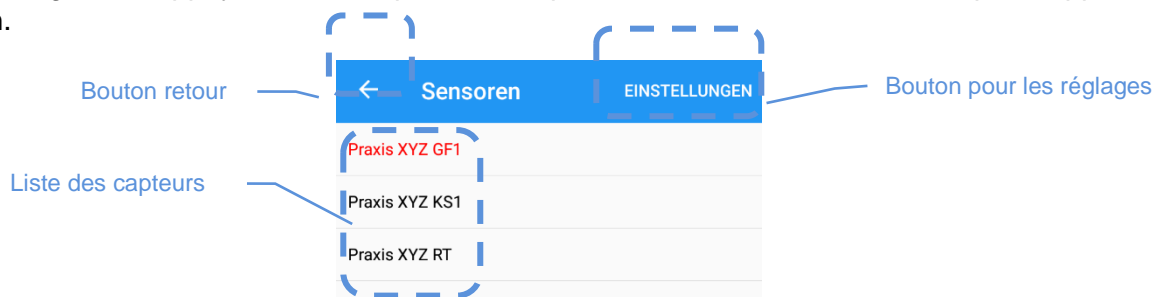 n.
Bouton retour
Sensoren
EINSTELLUNGEN
Bouton pour les réglages
Praxis XYZ GF1
Liste des capteurs
Praxis XYZ KS1
Praxis XYZ RT